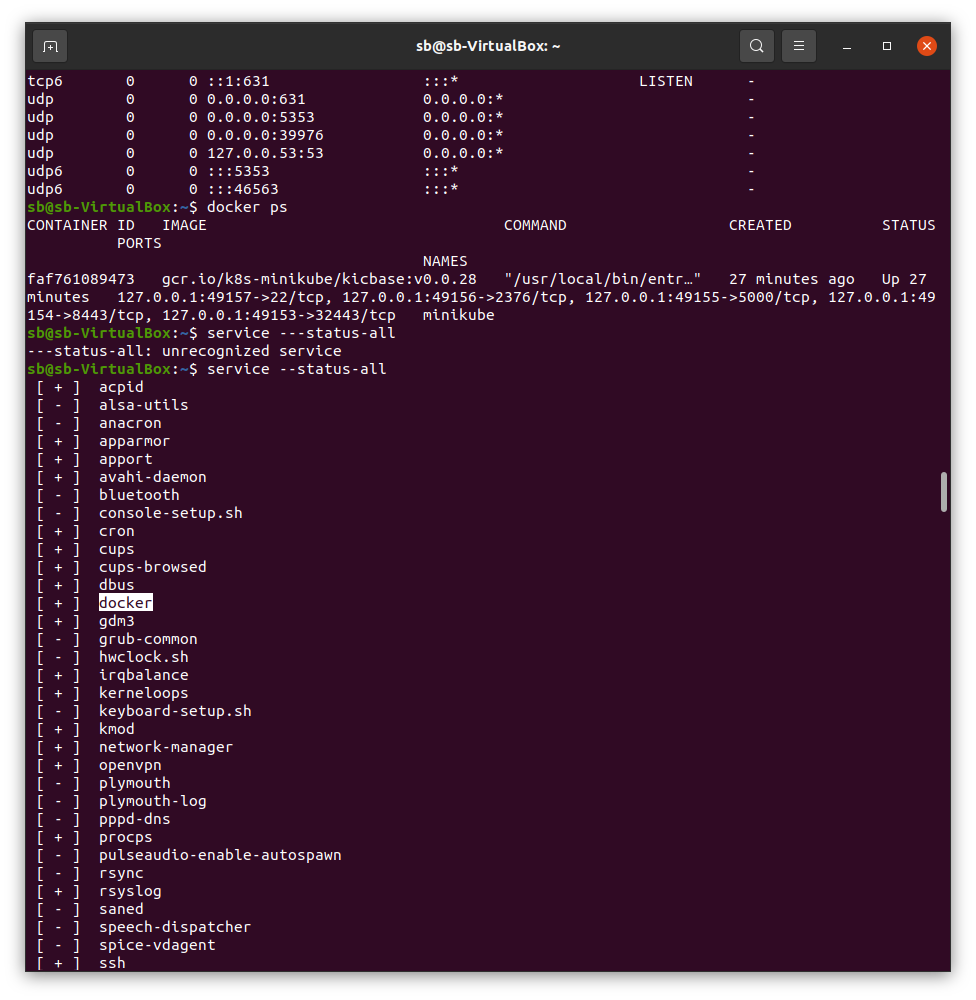 sb@sb-VirtualBox: ~
tcp6       0      0 ::1:631                 :::*                    LISTEN      -
udp        0      0 0.0.0.0:631             0.0.0.0:*                           -
udp        0      0 0.0.0.0:5353            0.0.0.0:*                           -
udp        0      0 0.0.0.0:39976           0.0.0.0:*                           -
udp        0      0 127.0.0.53:53           0.0.0.0:*                           -
udp6       0      0 :::5353                 :::*                                -
udp6       0      0 :::46563                :::*                                -
sb@sb-VirtualBox:~$ docker ps
CONTAINER ID   IMAGE                                 COMMAND                  CREATED          STATUS
          PORTS
                                            NAMES
faf761089473   gcr.io/k8s-minikube/kicbase:v0.0.28   "/usr/local/bin/entr…"   27 minutes ago   Up 27
minutes   127.0.0.1:49157->22/tcp, 127.0.0.1:49156->2376/tcp, 127.0.0.1:49155->5000/tcp, 127.0.0.1:49
154->8443/tcp, 127.0.0.1:49153->32443/tcp   minikube
sb@sb-VirtualBox:~$ service ---status-all
---status-all: unrecognized service
sb@sb-VirtualBox:~$ service --status-all
 [ + ]  acpid
 [ - ]  alsa-utils
 [ - ]  anacron
 [ + ]  apparmor
 [ + ]  apport
 [ + ]  avahi-daemon
 [ - ]  bluetooth
 [ - ]  console-setup.sh
 [ + ]  cron
 [ + ]  cups
 [ + ]  cups-browsed
 [ + ]  dbus
 [ + ]  docker
 [ + ]  gdm3
 [ - ]  grub-common
 [ - ]  hwclock.sh
 [ + ]  irqbalance
 [ + ]  kerneloops
 [ - ]  keyboard-setup.sh
 [ + ]  kmod
 [ + ]  network-manager
 [ + ]  openvpn
 [ - ]  plymouth
 [ - ]  plymouth-log
 [ - ]  pppd-dns
 [ + ]  procps
 [ - ]  pulseaudio-enable-autospawn
 [ - ]  rsync
 [ + ]  rsyslog
 [ - ]  saned
 [ - ]  speech-dispatcher
 [ - ]  spice-vdagent
 [ + ]  ssh